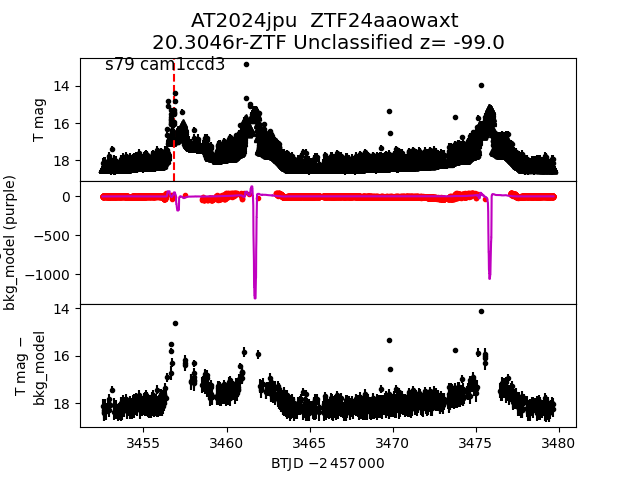 AT2024jpu ZTF24aaowaxt
20.3046r-ZTF Unclassified z= -99.0
s79 cam1ccd3
T mag
14
16
18
bkg_model (purple)
0
−500
−1000
T mag −
bkg_model
14
16
18
3455 3460 3465 3470 3475 3480
BTJD −2 457 000